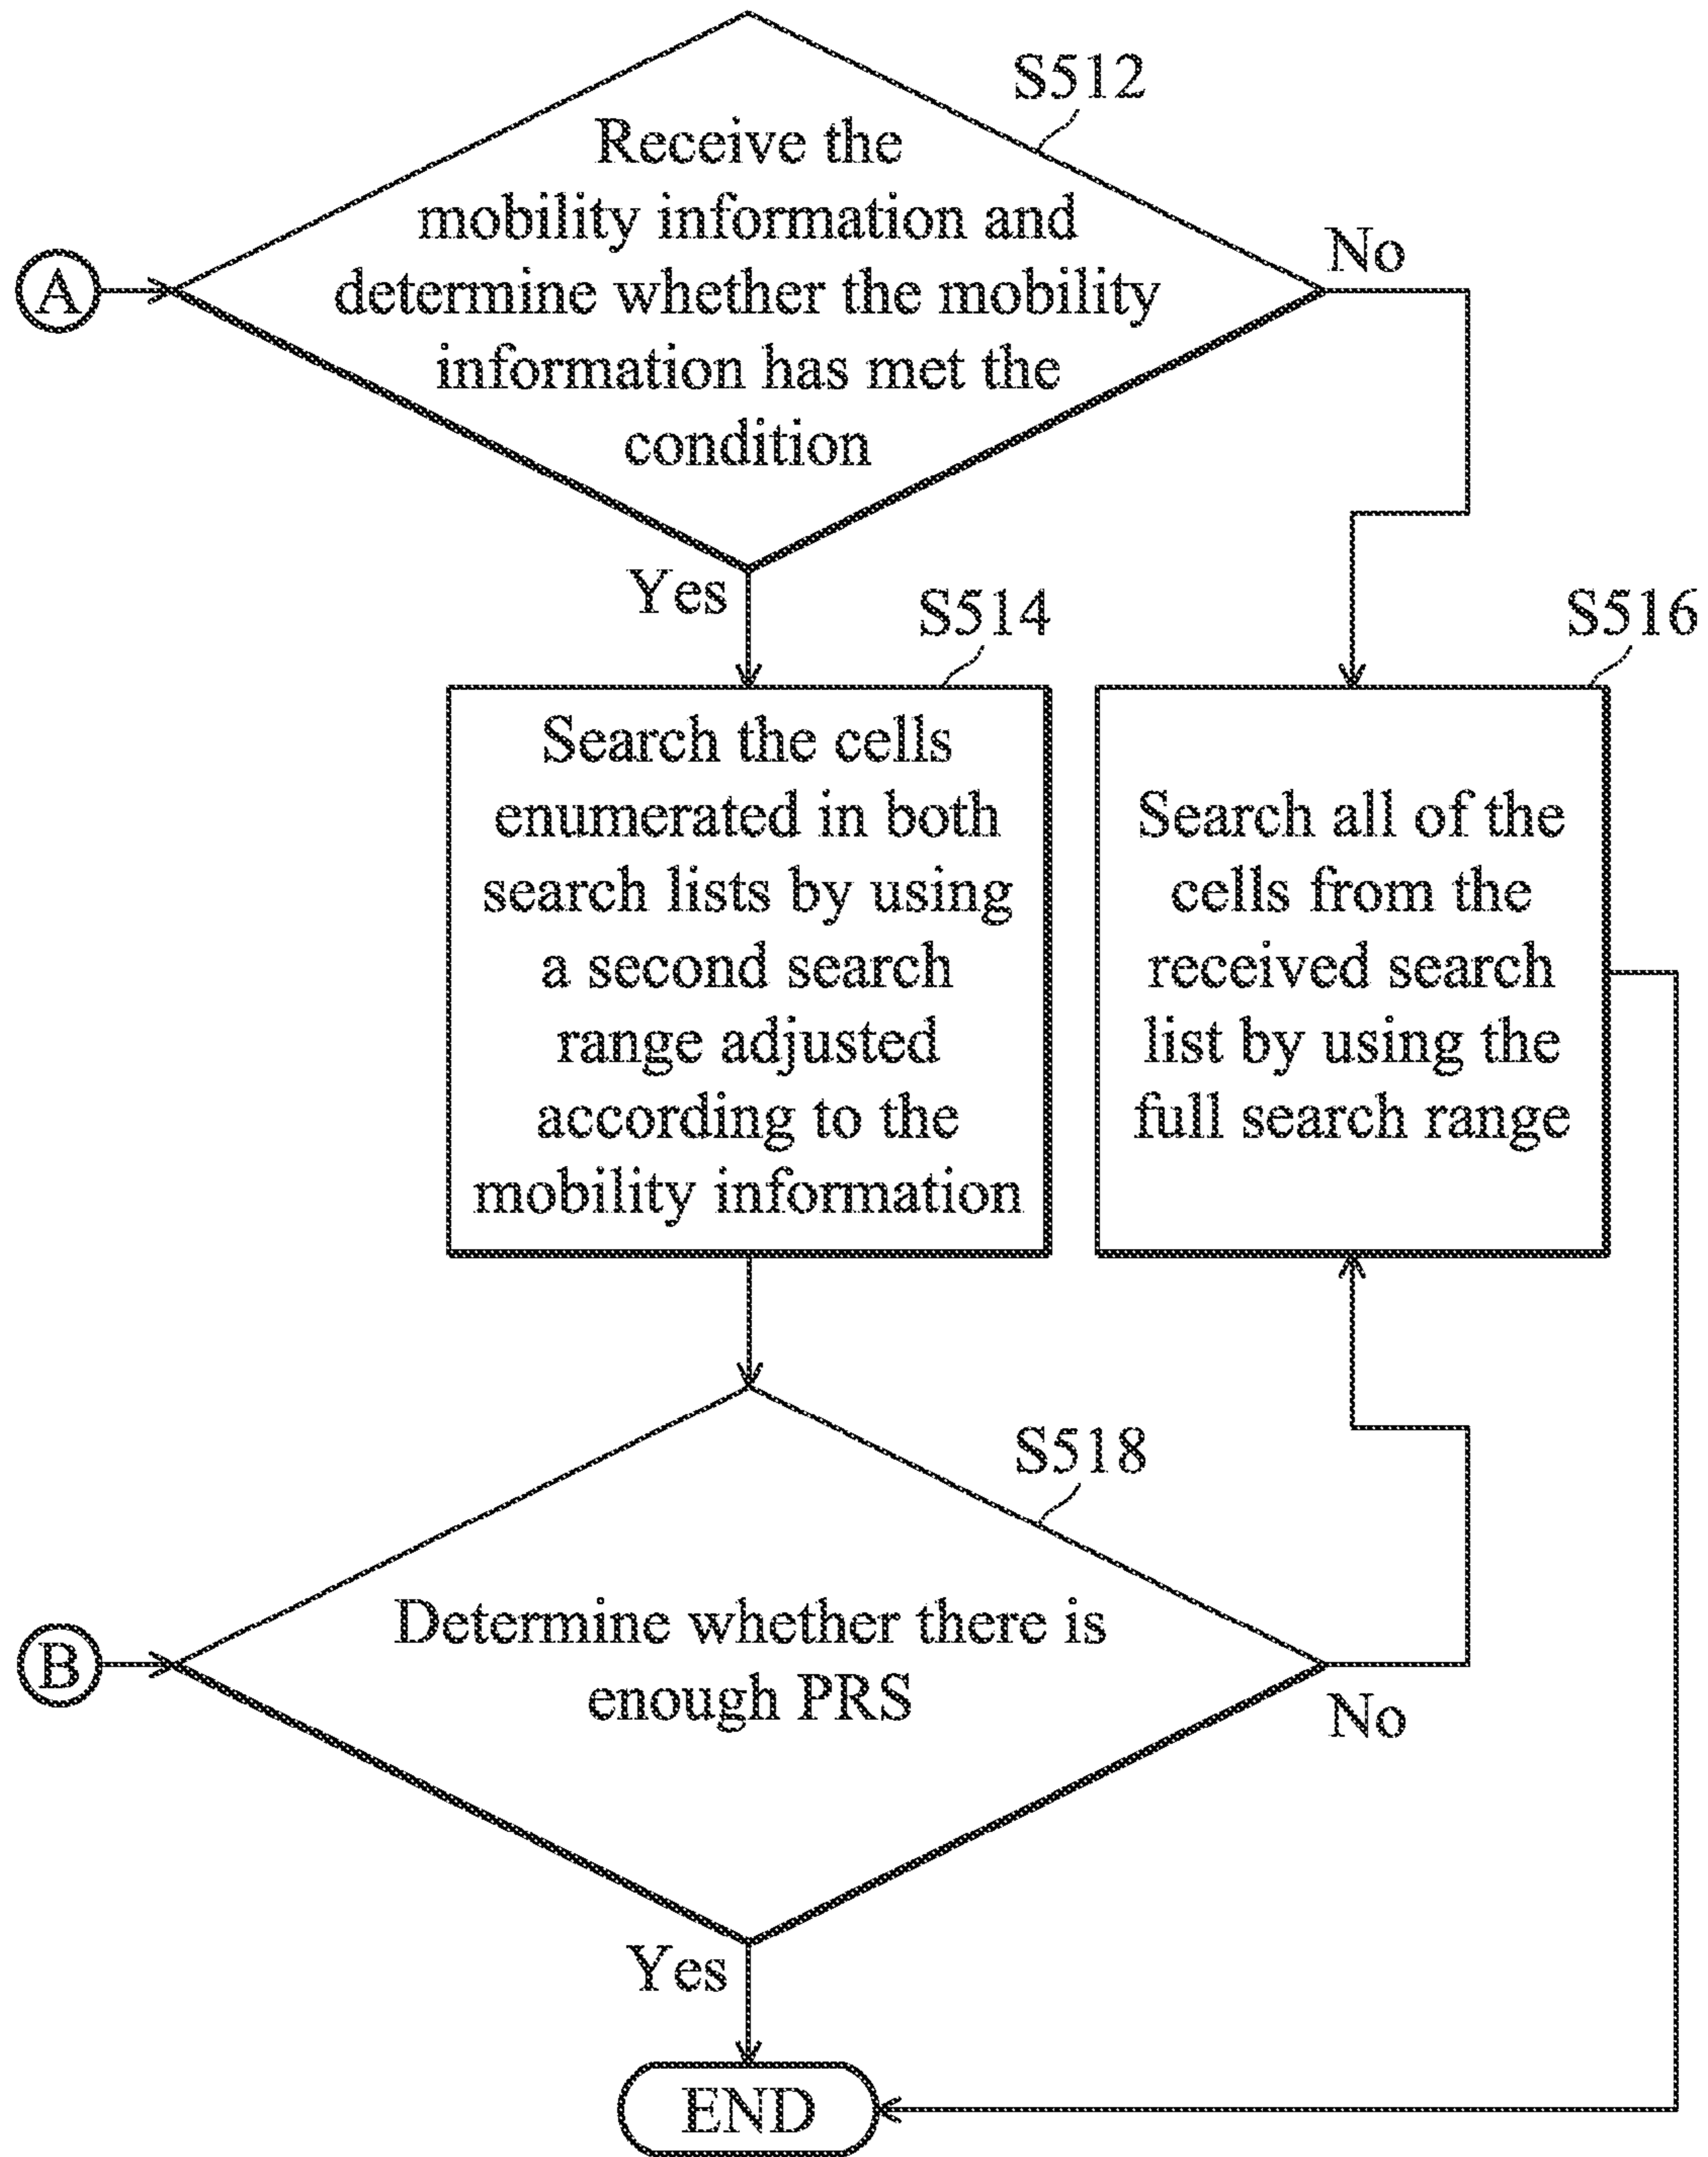 S512
Receive the
mobility information and
determine whether the mobility
information has met the
condition
A
No
Yes
S514
S516
Search the cells
enumerated in both
search lists by using
a second search
range adjusted
according to the
mobility information
Search all of the
cells from the
received search
list by using the
full search range
S518
Determine whether there is
enough PRS
B
No
Yes
END